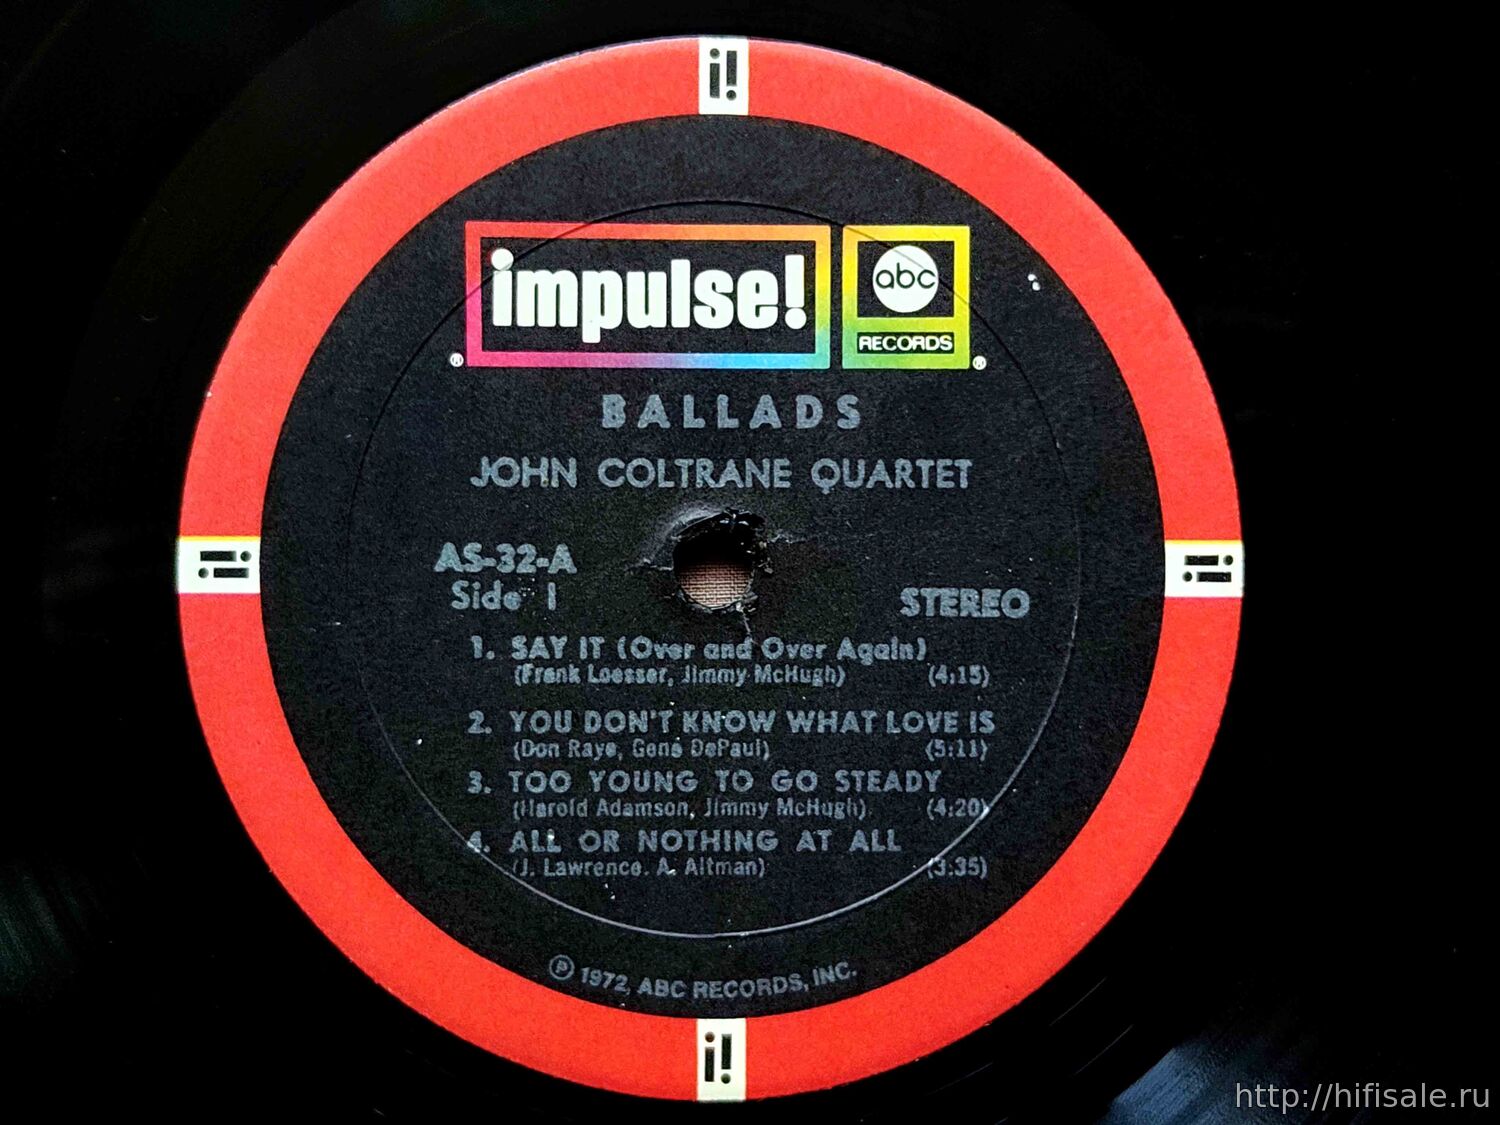 i!
impulse!
abc
RECORDS
®
®
BALLADS
JOHN COLTRANE QUARTET
i!
AS-32-A
Side 1
STEREO
i!
1. SAY IT (Over and Over Again)
(Frank Loesser, Jimmy McHugh) (4:15)
2. YOU DON'T KNOW WHAT LOVE IS
(Don Raye, Gene DePaul) (5:11)
3. TOO YOUNG TO GO STEADY
(Harold Adamson, Jimmy McHugh) (4:20)
4. ALL OR NOTHING AT ALL
(J. Lawrence. A. Altman) (3:35)
℗ 1972, ABC RECORDS, INC.
i!
http://hifisale.ru